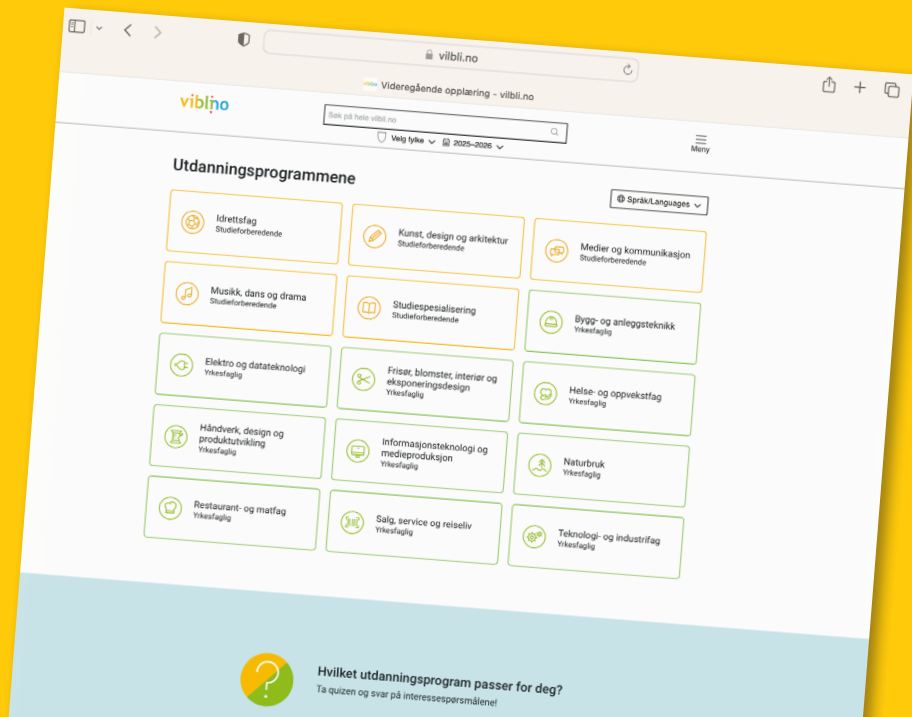 vilbli.no
Videregående opplæring - vilbli.no
viblino
Søk på hele vilbli.no
Velg fylke
2025–2026
Meny
Utdanningsprogrammene
Språk/Languages
Idrettsfag
Studieforberedende
Kunst, design og arkitektur
Studieforberedende
Medier og kommunikasjon
Studieforberedende
Musikk, dans og drama
Studieforberedende
Studiespesialisering
Studieforberedende
Bygg- og anleggsteknikk
Yrkesfaglig
Elektro og datateknologi
Yrkesfaglig
Frisør, blomster, interiør og
eksponeringsdesign
Yrkesfaglig
Helse- og oppvekstfag
Yrkesfaglig
Håndverk, design og
produktutvikling
Yrkesfaglig
Informasjonsteknologi og
medieproduksjon
Yrkesfaglig
Naturbruk
Yrkesfaglig
Restaurant- og matfag
Yrkesfaglig
Salg, service og reiseliv
Yrkesfaglig
Teknologi- og industrifag
Yrkesfaglig
Hvilket utdanningsprogram passer for deg?
Ta quizen og svar på interessespørsmålene!